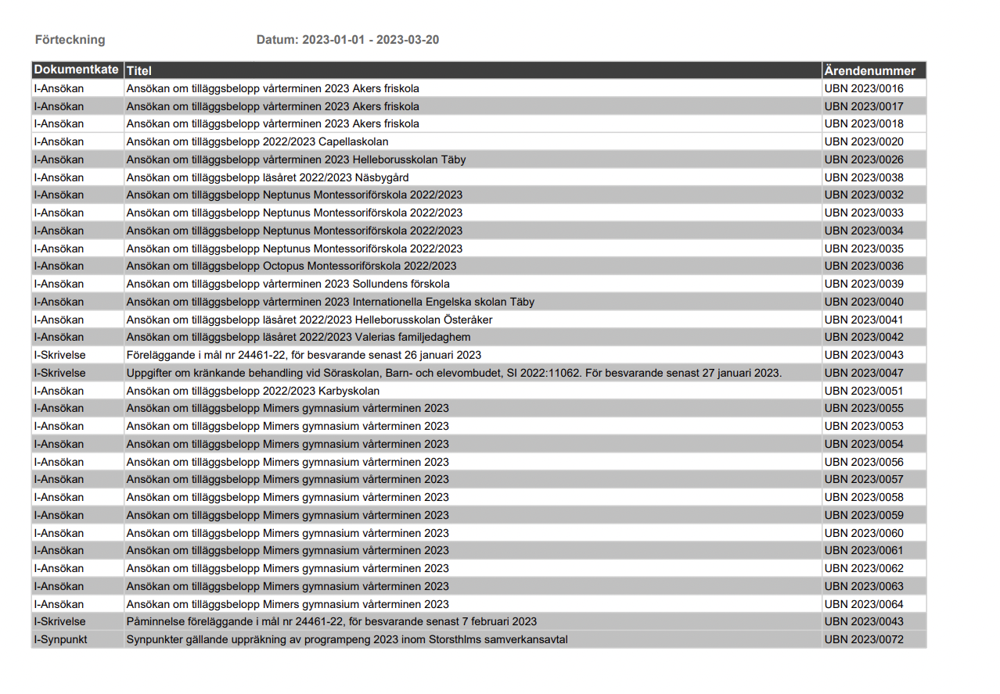 Förteckning Datum: 2023-01-01 - 2023-03-20
Dokumentkate Titel Ärendenummer
I-Ansökan Ansökan om tilläggsbelopp vårterminen 2023 Akers friskola UBN 2023/0016
I-Ansökan Ansökan om tilläggsbelopp vårterminen 2023 Akers friskola UBN 2023/0017
I-Ansökan Ansökan om tilläggsbelopp vårterminen 2023 Akers friskola UBN 2023/0018
I-Ansökan Ansökan om tilläggsbelopp 2022/2023 Capellaskolan UBN 2023/0020
I-Ansökan Ansökan om tilläggsbelopp vårterminen 2023 Helleborusskolan Täby UBN 2023/0026
I-Ansökan Ansökan om tilläggsbelopp läsåret 2022/2023 Näsbygård UBN 2023/0038
I-Ansökan Ansökan om tilläggsbelopp Neptunus Montessoriförskola 2022/2023 UBN 2023/0032
I-Ansökan Ansökan om tilläggsbelopp Neptunus Montessoriförskola 2022/2023 UBN 2023/0033
I-Ansökan Ansökan om tilläggsbelopp Neptunus Montessoriförskola 2022/2023 UBN 2023/0034
I-Ansökan Ansökan om tilläggsbelopp Neptunus Montessoriförskola 2022/2023 UBN 2023/0035
I-Ansökan Ansökan om tilläggsbelopp Octopus Montessoriförskola 2022/2023 UBN 2023/0036
I-Ansökan Ansökan om tilläggsbelopp vårterminen 2023 Sollundens förskola UBN 2023/0039
I-Ansökan Ansökan om tilläggsbelopp vårterminen 2023 Internationella Engelska skolan Täby UBN 2023/0040
I-Ansökan Ansökan om tilläggsbelopp läsåret 2022/2023 Helleborusskolan Österåker UBN 2023/0041
I-Ansökan Ansökan om tilläggsbelopp läsåret 2022/2023 Valerias familjedaghem UBN 2023/0042
I-Skrivelse Föreläggande i mål nr 24461-22, för besvarande senast 26 januari 2023 UBN 2023/0043
I-Skrivelse Uppgifter om kränkande behandling vid Söraskolan, Barn- och elevombudet, SI 2022:11062. För besvarande senast 27 januari 2023. UBN 2023/0047
I-Ansökan Ansökan om tilläggsbelopp 2022/2023 Karbyskolan UBN 2023/0051
I-Ansökan Ansökan om tilläggsbelopp Mimers gymnasium vårterminen 2023 UBN 2023/0055
I-Ansökan Ansökan om tilläggsbelopp Mimers gymnasium vårterminen 2023 UBN 2023/0053
I-Ansökan Ansökan om tilläggsbelopp Mimers gymnasium vårterminen 2023 UBN 2023/0054
I-Ansökan Ansökan om tilläggsbelopp Mimers gymnasium vårterminen 2023 UBN 2023/0056
I-Ansökan Ansökan om tilläggsbelopp Mimers gymnasium vårterminen 2023 UBN 2023/0057
I-Ansökan Ansökan om tilläggsbelopp Mimers gymnasium vårterminen 2023 UBN 2023/0058
I-Ansökan Ansökan om tilläggsbelopp Mimers gymnasium vårterminen 2023 UBN 2023/0059
I-Ansökan Ansökan om tilläggsbelopp Mimers gymnasium vårterminen 2023 UBN 2023/0060
I-Ansökan Ansökan om tilläggsbelopp Mimers gymnasium vårterminen 2023 UBN 2023/0061
I-Ansökan Ansökan om tilläggsbelopp Mimers gymnasium vårterminen 2023 UBN 2023/0062
I-Ansökan Ansökan om tilläggsbelopp Mimers gymnasium vårterminen 2023 UBN 2023/0063
I-Ansökan Ansökan om tilläggsbelopp Mimers gymnasium vårterminen 2023 UBN 2023/0064
I-Skrivelse Påminnelse föreläggande i mål nr 24461-22, för besvarande senast 7 februari 2023 UBN 2023/0043
I-Synpunkt Synpunkter gällande uppräkning av programpeng 2023 inom Storsthlms samverkansavtal UBN 2023/0072